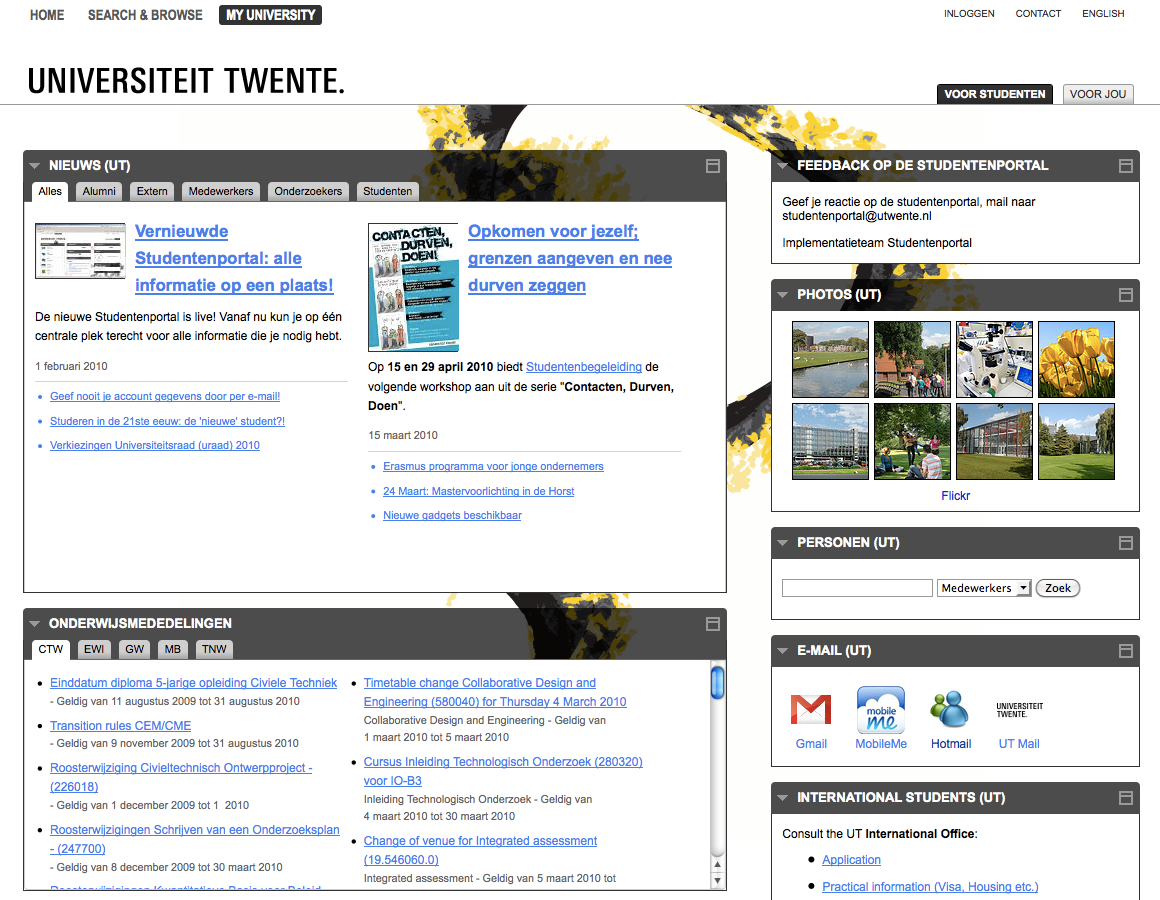 HOME SEARCH & BROWSE MY UNIVERSITY
INLOGGEN CONTACT ENGLISH
UNIVERSITEIT TWENTE.
VOOR STUDENTEN VOOR JOU
NIEUWS (UT)
Alles Alumni Extern Medewerkers Onderzoekers Studenten
Vernieuwde
Studentenportal: alle
informatie op een plaats!
De nieuwe Studentenportal is live! Vanaf nu kun je op één
centrale plek terecht voor alle informatie die je nodig hebt.
1 februari 2010
Geef nooit je account gegevens door per e-mail!
Studeren in de 21ste eeuw: de 'nieuwe' student?!
Verkiezingen Universiteitsraad (uraad) 2010
CONTACTEN,
DURVEN,
DOEN!
Opkomen voor jezelf;
grenzen aangeven en nee
durven zeggen
Op 15 en 29 april 2010 biedt Studentenbegeleiding de
volgende workshop aan uit de serie "Contacten, Durven,
Doen".
15 maart 2010
Erasmus programma voor jonge ondernemers
24 Maart: Mastervoorlichting in de Horst
Nieuwe gadgets beschikbaar
ONDERWIJSMEDEDELINGEN
CTW EWI GW MB TNW
Einddatum diploma 5-jarige opleiding Civiele Techniek
- Geldig van 11 augustus 2009 tot 31 augustus 2010
Transition rules CEM/CME
- Geldig van 9 november 2009 tot 31 augustus 2010
Roosterwijziging Civieltechnisch Ontwerpproject -
(226018)
- Geldig van 1 december 2009 tot 1 2010
Roosterwijzigingen Schrijven van een Onderzoeksplan
- (247700)
- Geldig van 8 december 2009 tot 30 maart 2010
Roosterwijzigingen Kwantitatieve Basis voor Beleid
Timetable change Collaborative Design and
Engineering (580040) for Thursday 4 March 2010
Collaborative Design and Engineering - Geldig van
1 maart 2010 tot 5 maart 2010
Cursus Inleiding Technologisch Onderzoek (280320)
voor IO-B3
Inleiding Technologisch Onderzoek - Geldig van
4 maart 2010 tot 30 maart 2010
Change of venue for Integrated assessment
(19.546060.0)
Integrated assessment - Geldig van 5 maart 2010 tot
FEEDBACK OP DE STUDENTENPORTAL
Geef je reactie op de studentenportal, mail naar
studentenportal@utwente.nl
Implementatieteam Studentenportal
PHOTOS (UT)
Flickr
PERSONEN (UT)
Medewerkers Zoek
E-MAIL (UT)
mobile
me
UNIVERSITEIT
TWENTE.
Gmail MobileMe Hotmail UT Mail
INTERNATIONAL STUDENTS (UT)
Consult the UT International Office:
Application
Practical information (Visa, Housing etc.)